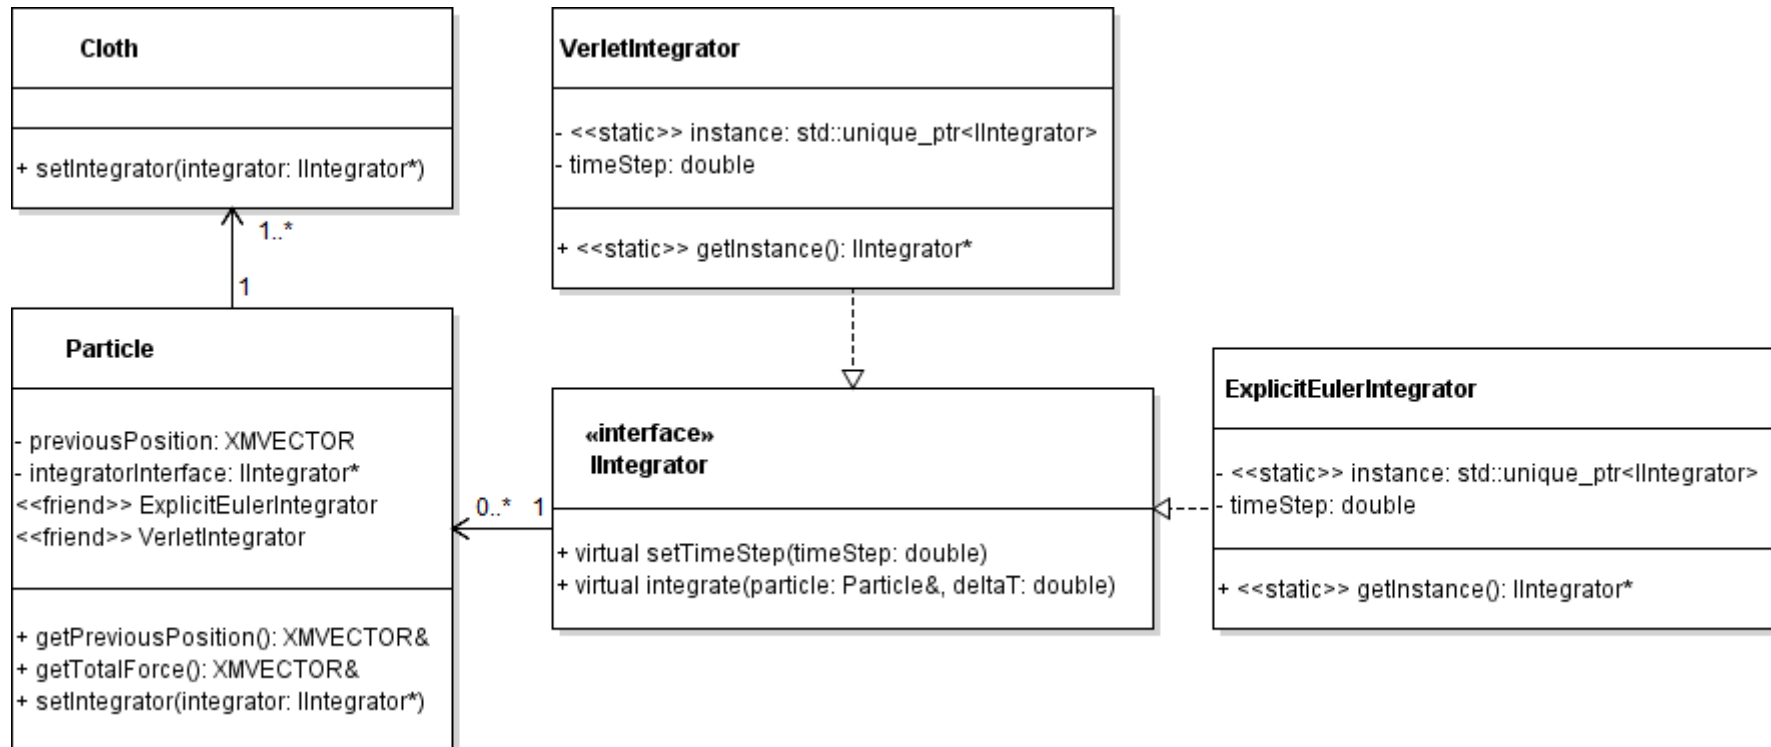 Cloth
+ setIntegrator(integrator: IIntegrator*)
1..*
1
Particle
- previousPosition: XMVECTOR
- integratorInterface: IIntegrator*
<<friend>> ExplicitEulerIntegrator
<<friend>> VerletIntegrator
+ getPreviousPosition(): XMVECTOR&
+ getTotalForce(): XMVECTOR&
+ setIntegrator(integrator: IIntegrator*)
VerletIntegrator
- <<static>> instance: std::unique_ptr<IIntegrator>
- timeStep: double
+ <<static>> getInstance(): IIntegrator*
0..* 1
«interface»
IIntegrator
+ virtual setTimeStep(timeStep: double)
+ virtual integrate(particle: Particle&, deltaT: double)
ExplicitEulerIntegrator
- <<static>> instance: std::unique_ptr<IIntegrator>
- timeStep: double
+ <<static>> getInstance(): IIntegrator*